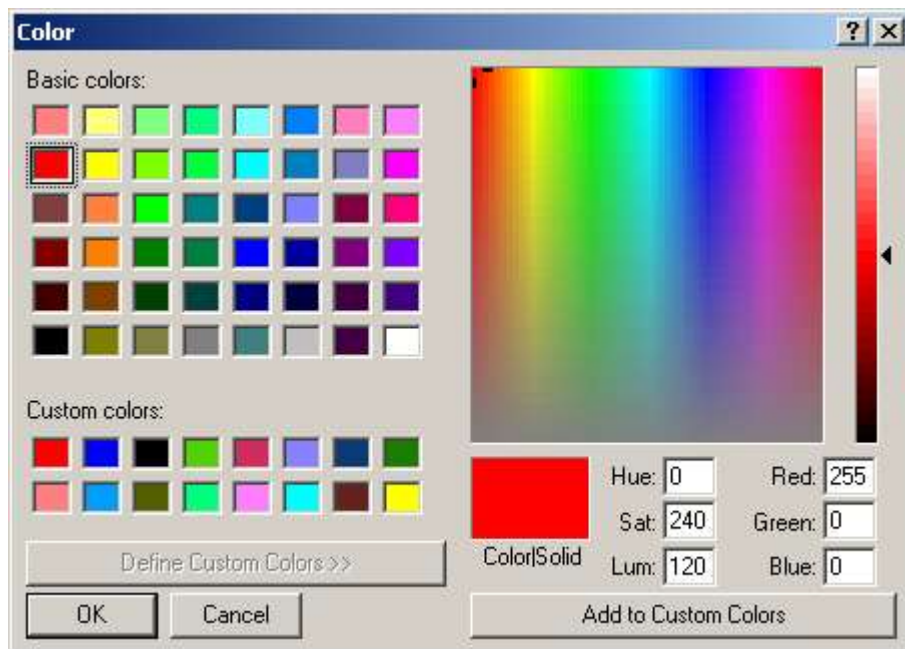 Color
Basic colors:
Custom colors:
Define Custom Colors >>
OK Cancel
Color|Solid
Hue: 0 Red: 255
Sat: 240 Green: 0
Lum: 120 Blue: 0
Add to Custom Colors